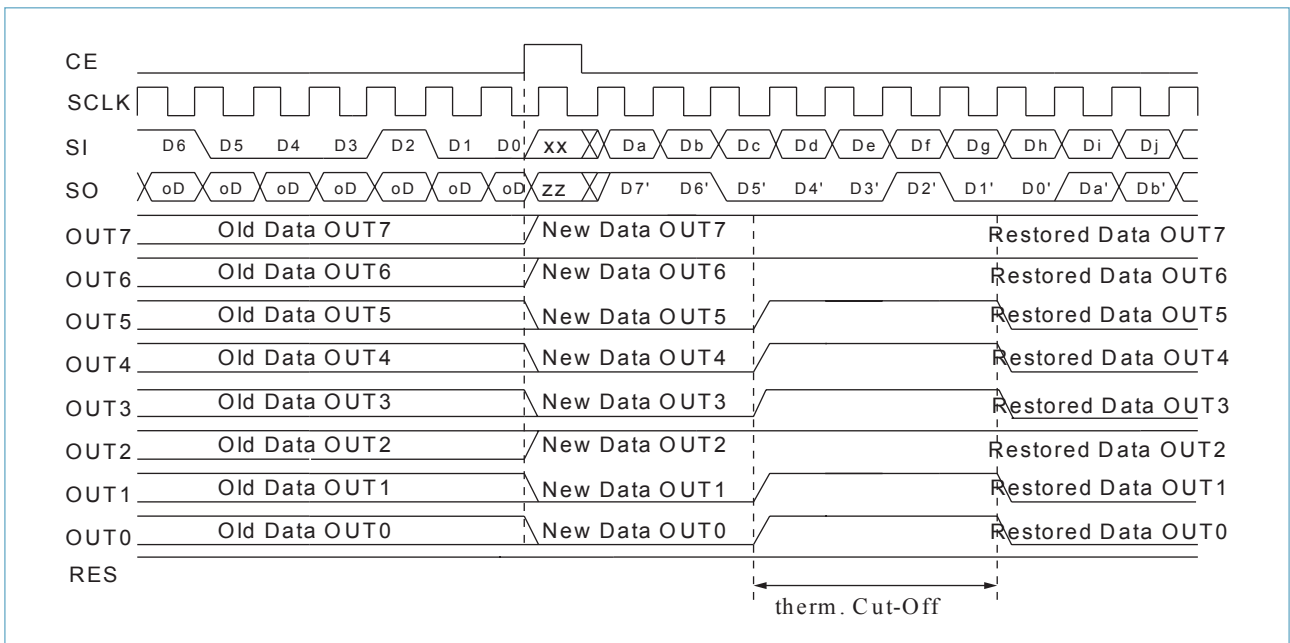 CE
SCLK
SI D6 D5 D4 D3 D2 D1 D0 xx Da Db Dc Dd De Df Dg Dh Di Dj
SO oD oD oD oD oD oD oD zz D7' D6' D5' D4' D3' D2' D1' D0' Da' Db'
OUT7 Old Data OUT7 New Data OUT7 Restored Data OUT7
OUT6 Old Data OUT6 New Data OUT6 Restored Data OUT6
OUT5 Old Data OUT5 New Data OUT5 Restored Data OUT5
OUT4 Old Data OUT4 New Data OUT4 Restored Data OUT4
OUT3 Old Data OUT3 New Data OUT3 Restored Data OUT3
OUT2 Old Data OUT2 New Data OUT2 Restored Data OUT2
OUT1 Old Data OUT1 New Data OUT1 Restored Data OUT1
OUT0 Old Data OUT0 New Data OUT0 Restored Data OUT0
RES
therm. Cut-Off